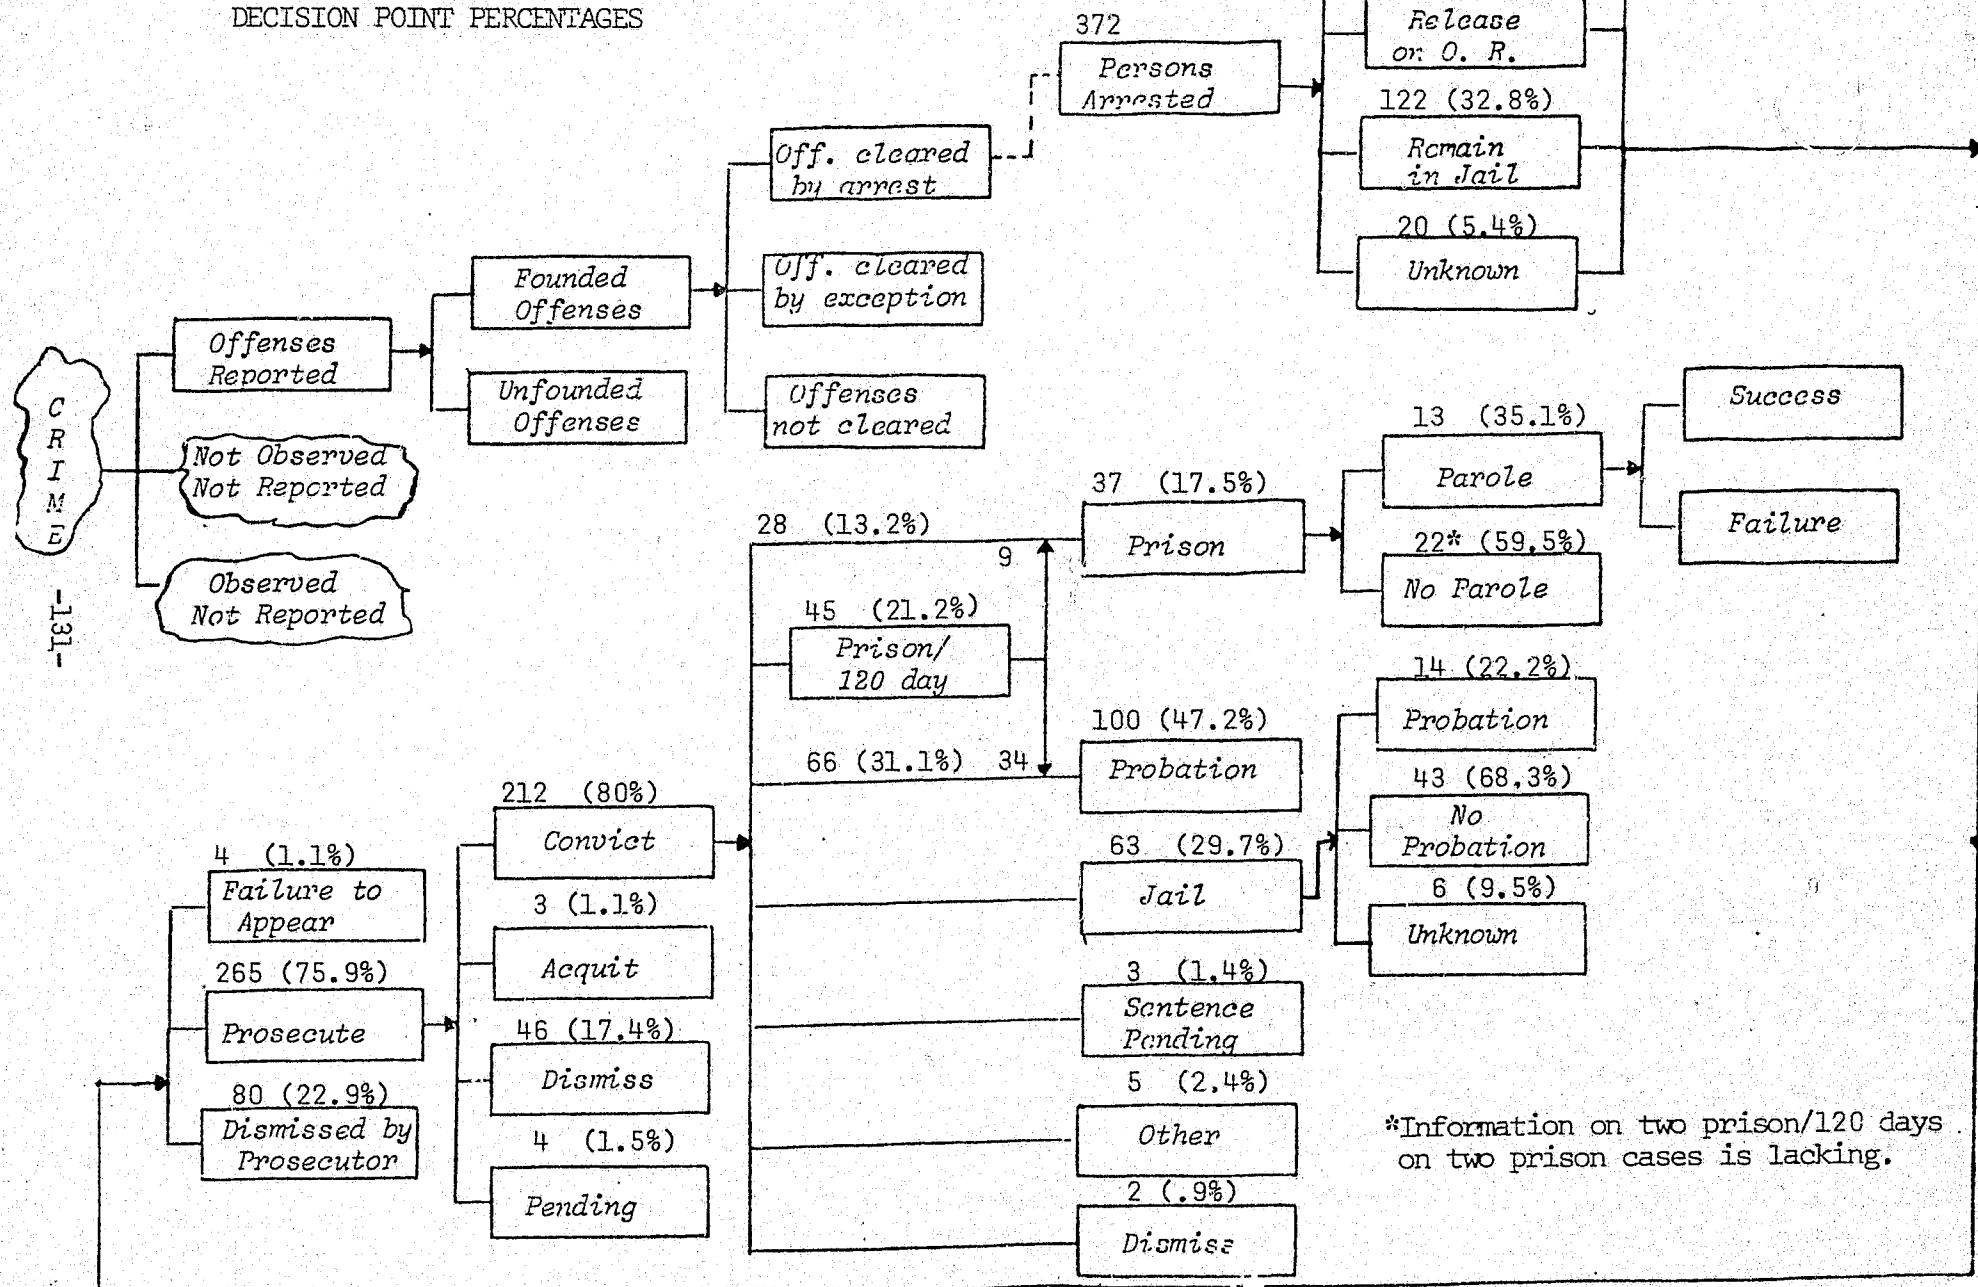 DECISION POINT PERCENTAGES
372
Persons
Arrested
Release
on O. R.
122 (32.8%)
Remain
in Jail
20 (5.4%)
Unknown
Off. cleared
by arrest
Off. cleared
by exception
Offenses
not cleared
Founded
Offenses
Unfounded
Offenses
Offenses
Reported
C
R
I
M
E
Not Observed
Not Reported
Observed
Not Reported
-131-
28 (13.2%)
9
45 (21.2%)
Prison/
120 day
66 (31.1%) 34
37 (17.5%)
Prison
13 (35.1%)
Parole
22* (59.5%)
No Parole
Success
Failure
100 (47.2%)
Probation
63 (29.7%)
Jail
14 (22.2%)
Probation
43 (68.3%)
No
Probation
6 (9.5%)
Unknown
3 (1.4%)
Sentence
Pending
5 (2.4%)
Other
2 (.9%)
Dismiss
212 (80%)
Convict
3 (1.1%)
Acquit
46 (17.4%)
Dismiss
4 (1.5%)
Pending
4 (1.1%)
Failure to
Appear
265 (75.9%)
Prosecute
80 (22.9%)
Dismissed by
Prosecutor
*Information on two prison/120 days
on two prison cases is lacking.